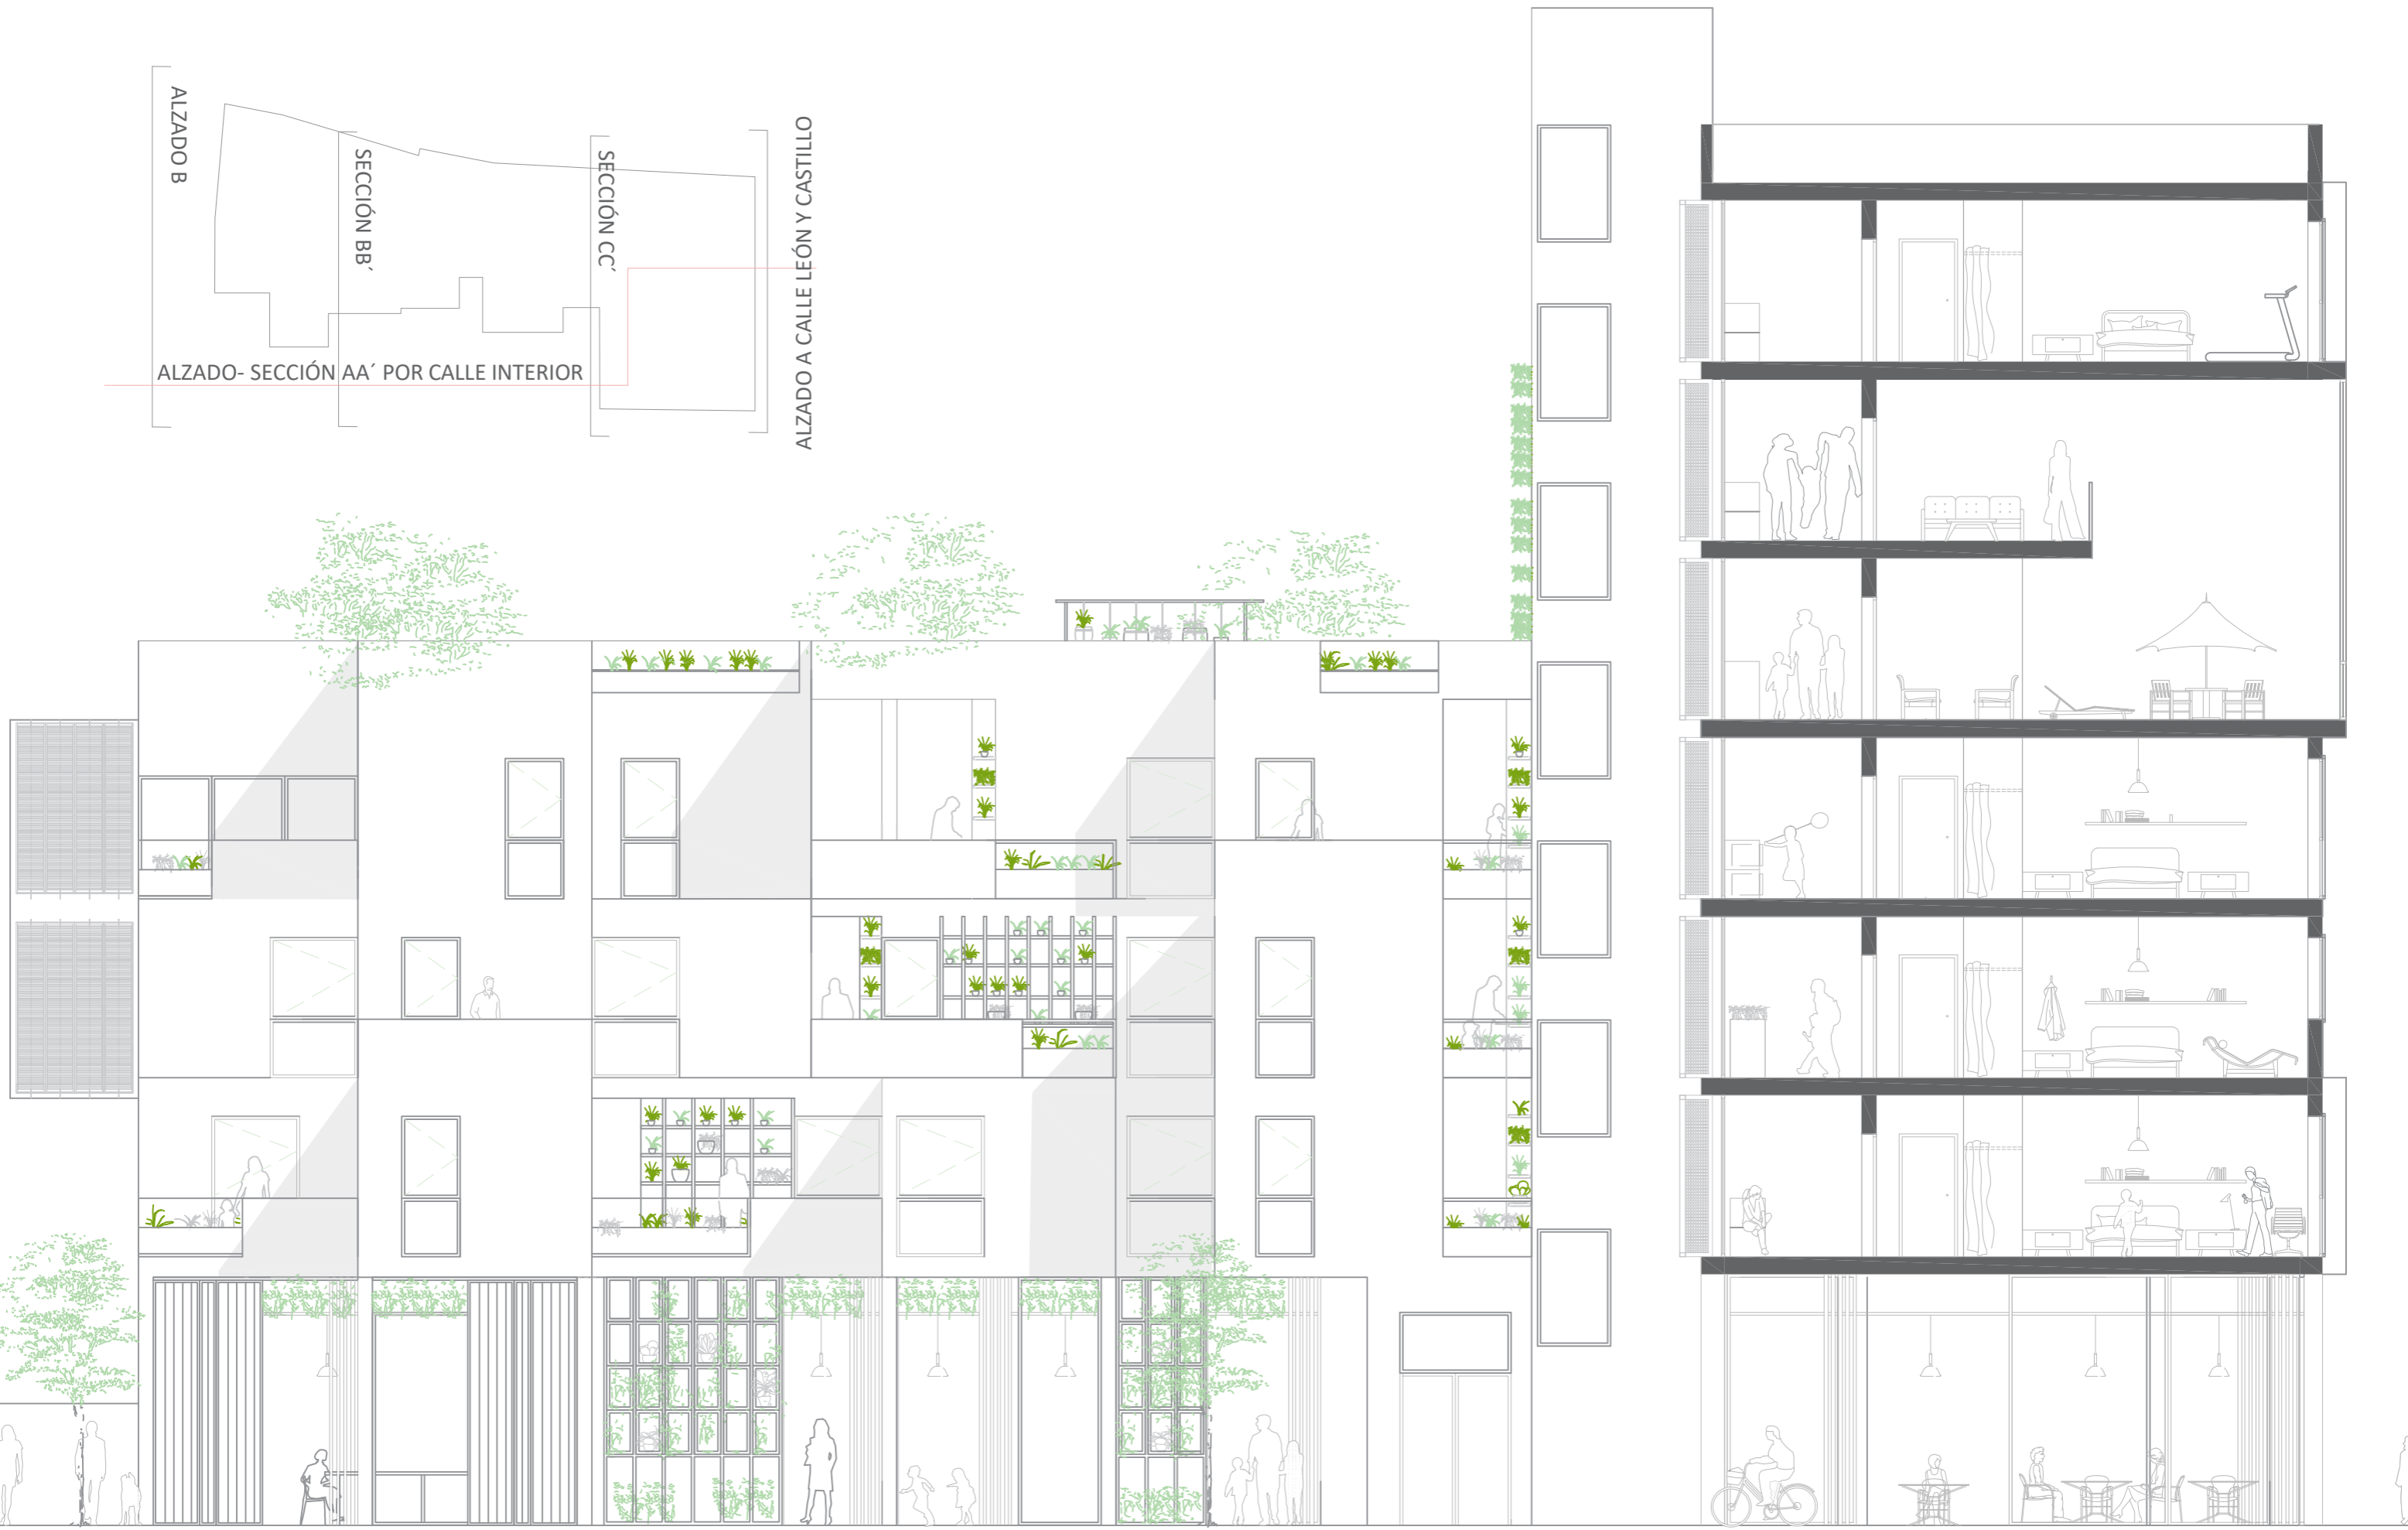 ALZADO B
SECCIÓN BB´
SECCIÓN CC´
ALZADO A CALLE LEÓN Y CASTILLO
ALZADO- SECCIÓN AA´ POR CALLE INTERIOR